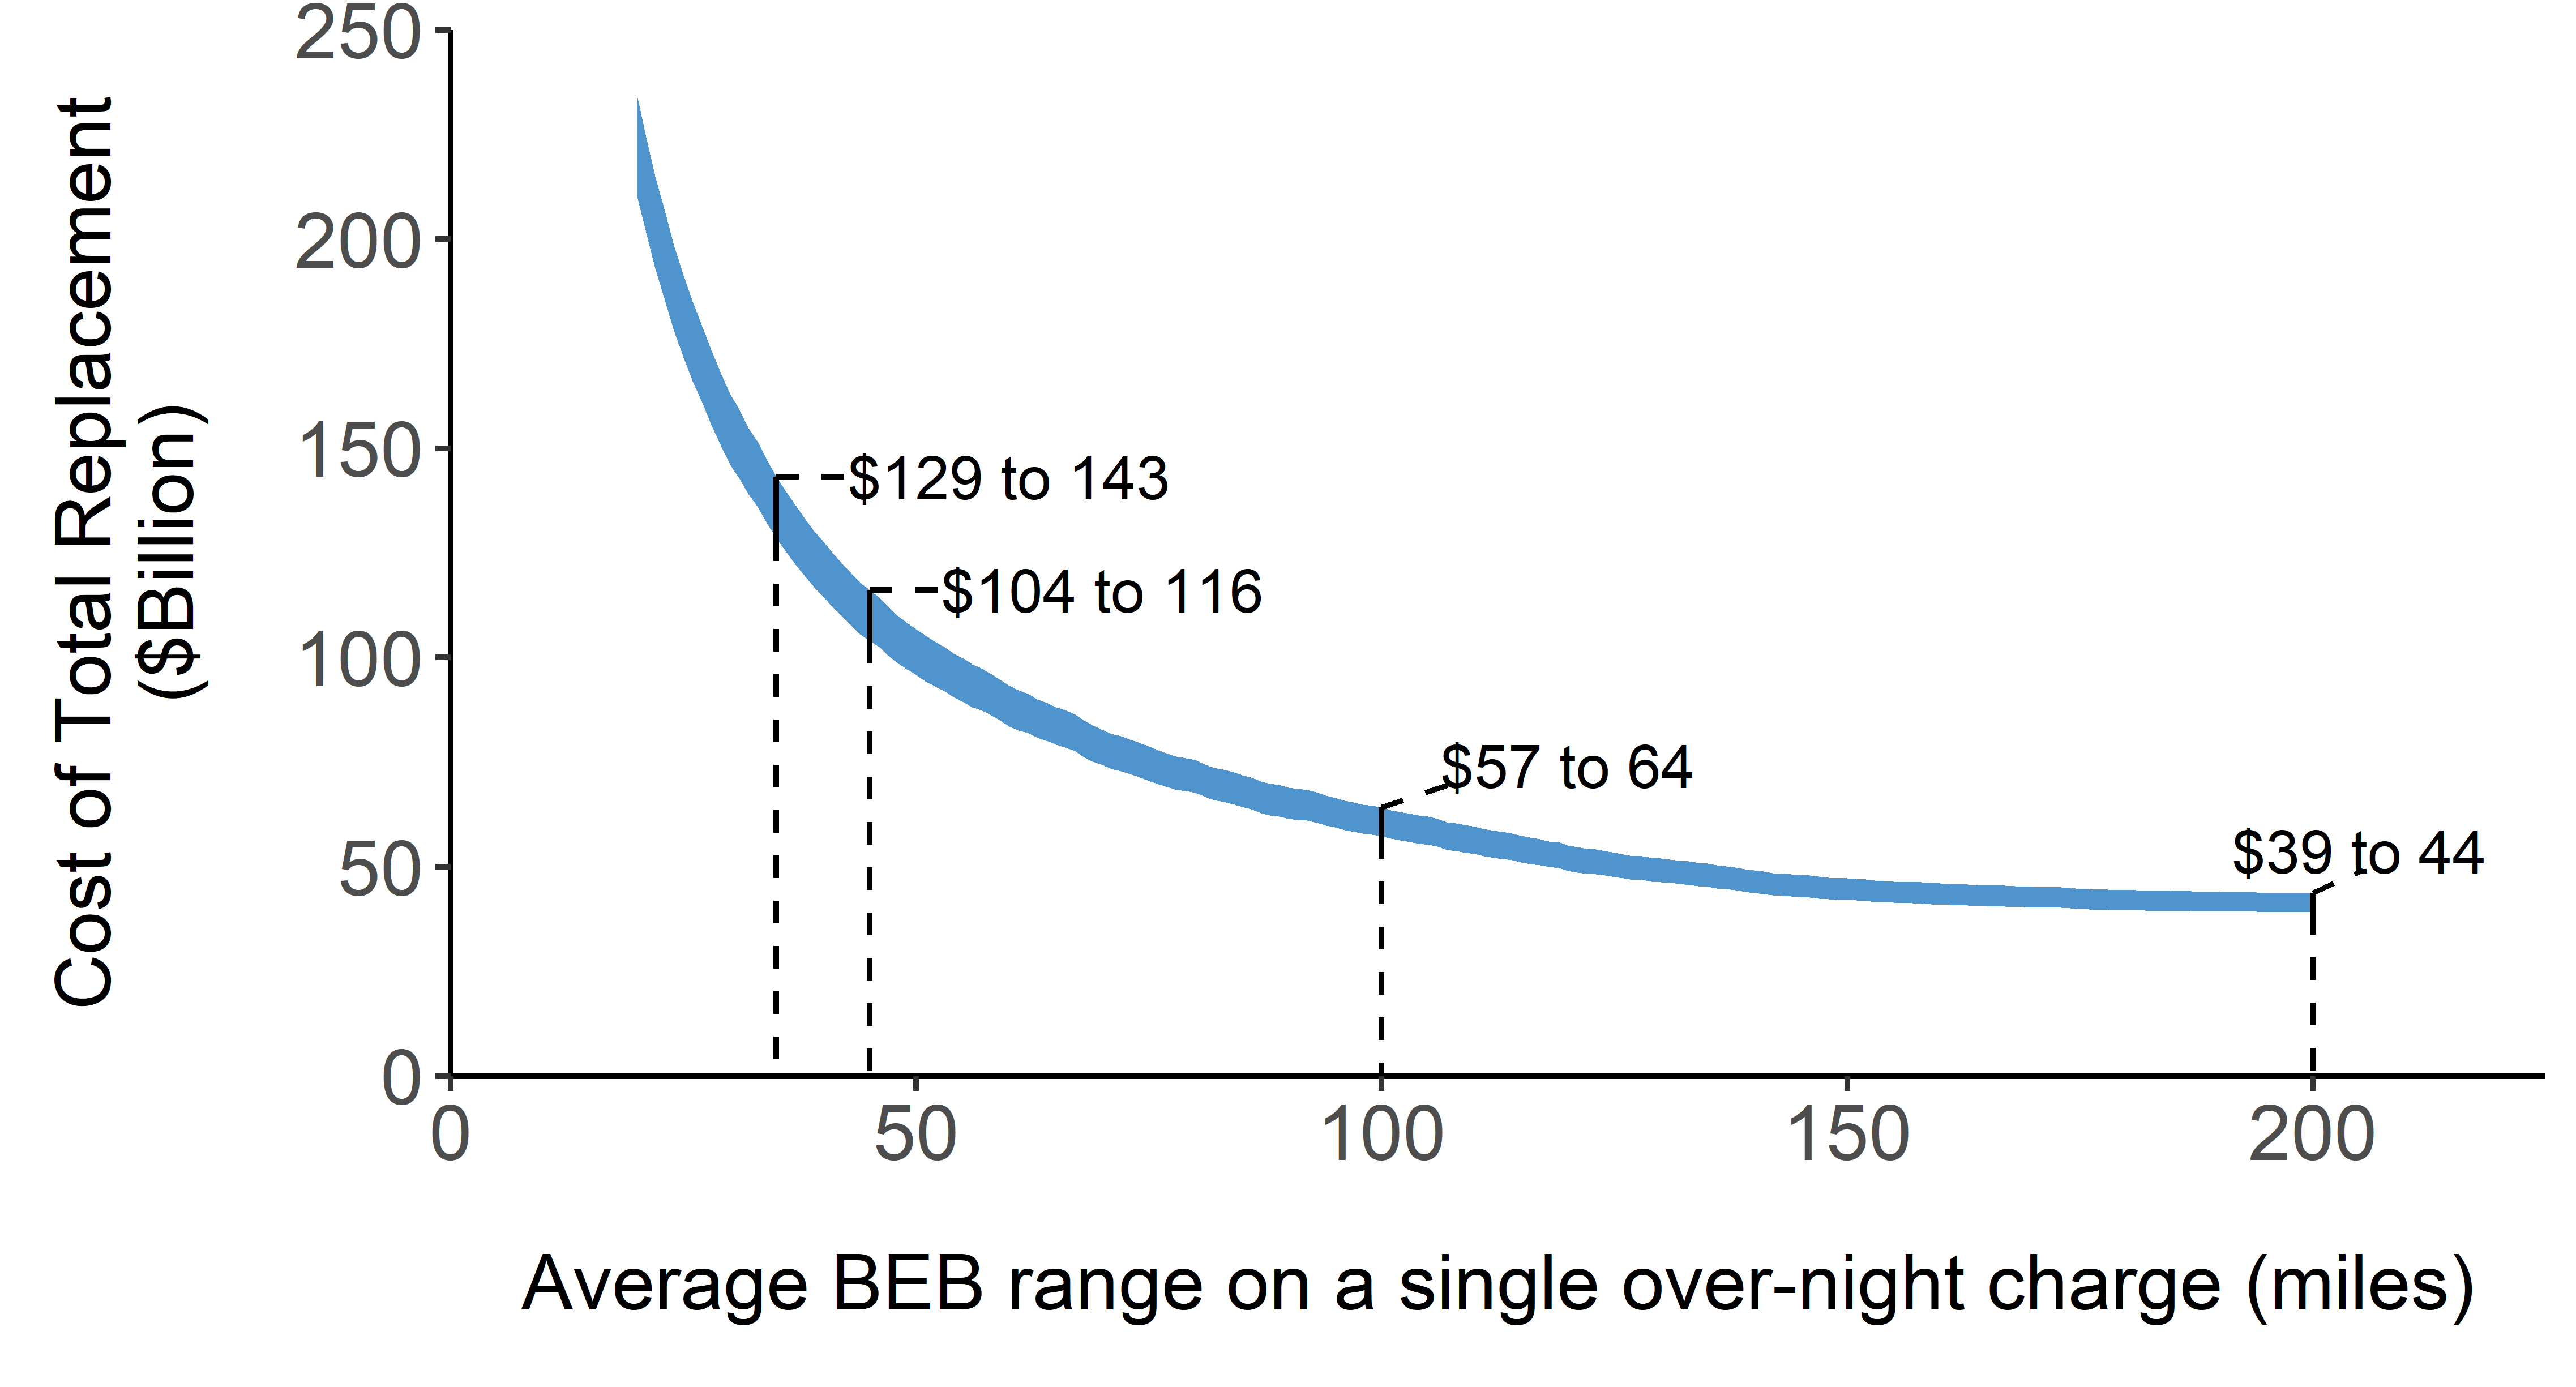 Cost of Total Replacement
($Billion)
250
200
150
100
50
0
$129 to 143
$104 to 116
$57 to 64
$39 to 44
0 50 100 150 200
Average BEB range on a single over-night charge (miles)